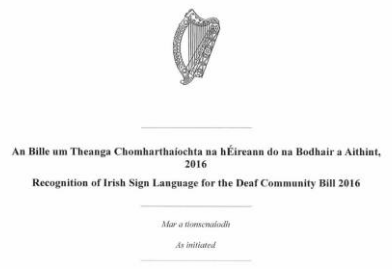 An Bille um Theanga Chomharthaíochta na hÉireann do na Bodhair a Aithint,
2016
Recognition of Irish Sign Language for the Deaf Community Bill 2016
Mar a tionscnaíodh
As initiated